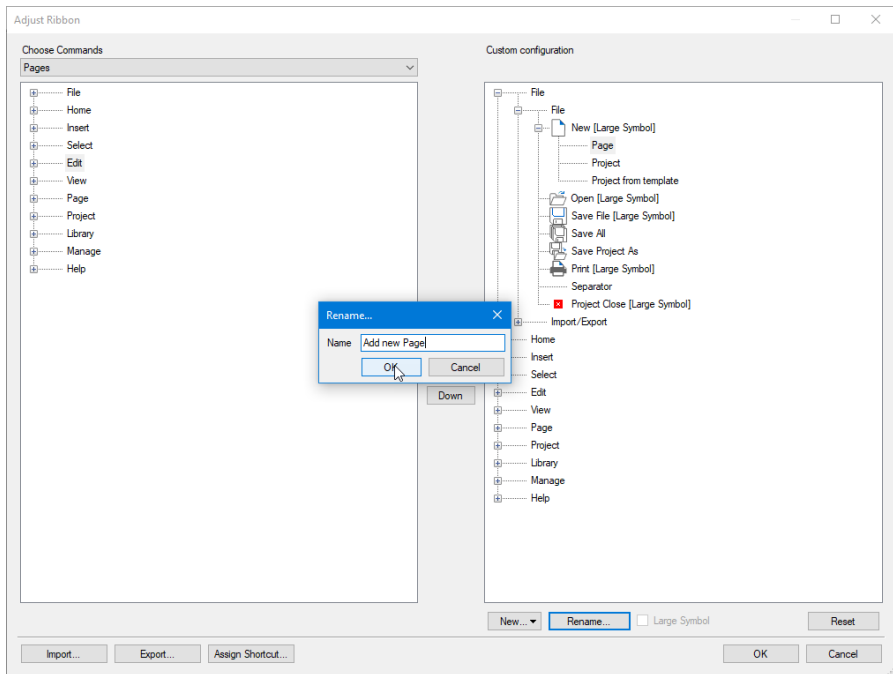 Adjust Ribbon
Choose Commands
Pages
File
Home
Insert
Select
Edit
View
Page
Project
Library
Manage
Help
Custom configuration
File
File
New [Large Symbol]
Page
Project
Project from template
Open [Large Symbol]
Save File [Large Symbol]
Save All
Save Project As
Print [Large Symbol]
Separator
Project Close [Large Symbol]
Import/Export
Home
Insert
Select
Edit
View
Page
Project
Library
Manage
Help
Rename...
Name Add new Page
OK Cancel
Down
New... Rename... Large Symbol Reset
Import... Export... Assign Shortcut... OK Cancel